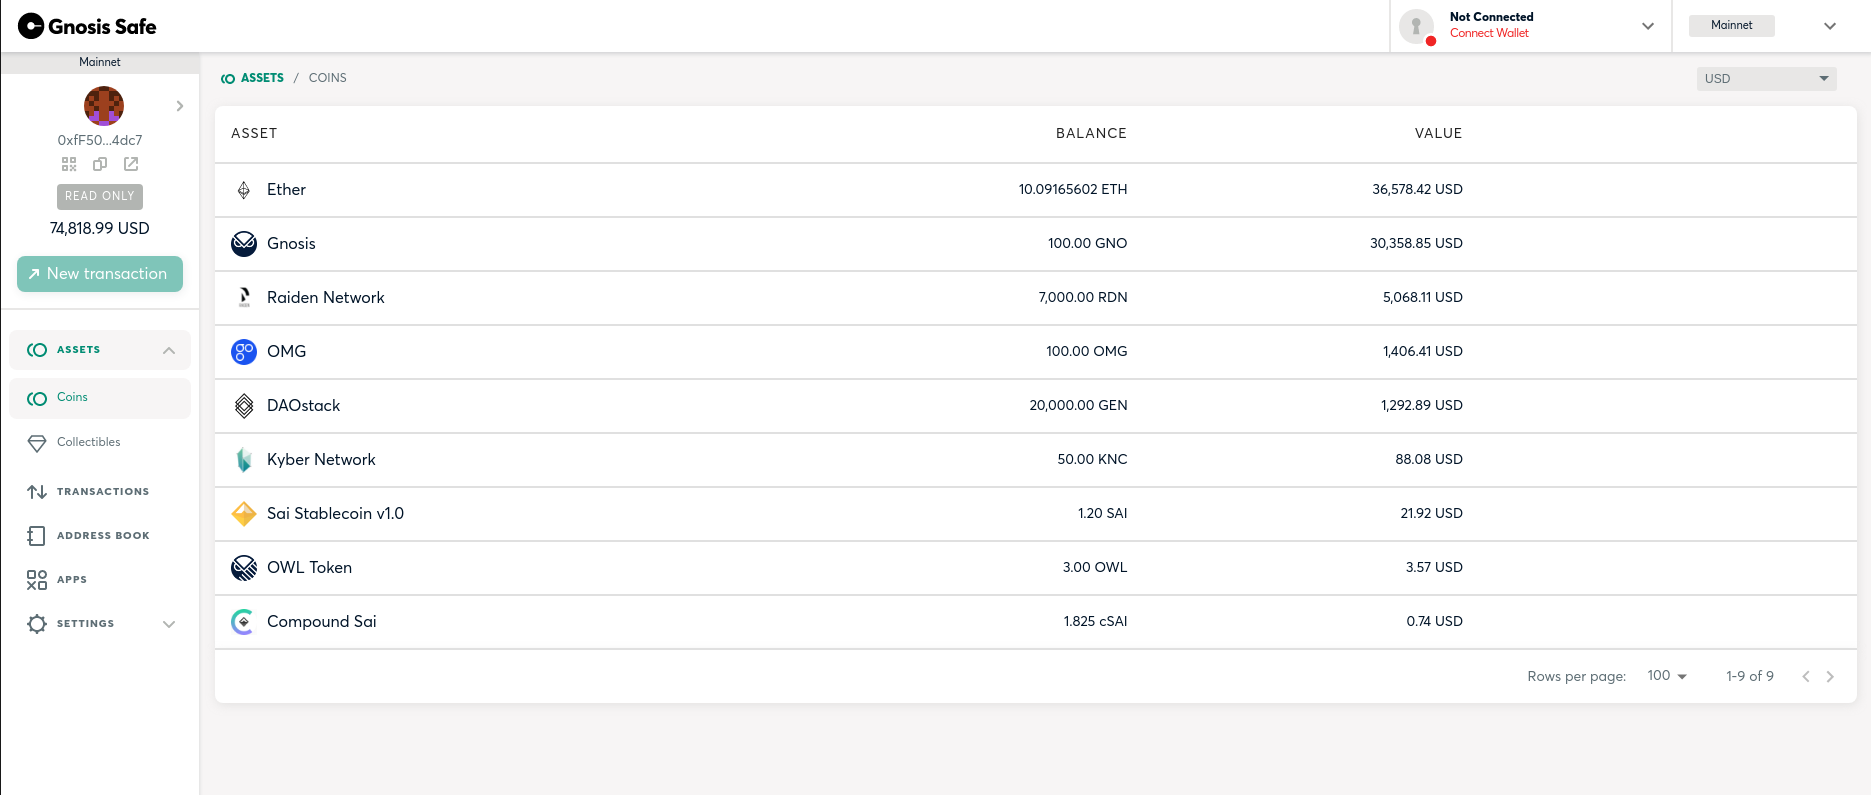 Gnosis Safe
Not Connected
Connect Wallet
Mainnet
Mainnet
0xfF50...4dc7
READ ONLY
74,818.99 USD
New transaction
ASSETS
Coins
Collectibles
TRANSACTIONS
ADDRESS BOOK
APPS
SETTINGS
ASSETS / COINS
USD
ASSET BALANCE VALUE
Ether 10.09165602 ETH 36,578.42 USD
Gnosis 100.00 GNO 30,358.85 USD
Raiden Network 7,000.00 RDN 5,068.11 USD
OMG 100.00 OMG 1,406.41 USD
DAOstack 20,000.00 GEN 1,292.89 USD
Kyber Network 50.00 KNC 88.08 USD
Sai Stablecoin v1.0 1.20 SAI 21.92 USD
OWL Token 3.00 OWL 3.57 USD
Compound Sai 1.825 cSAI 0.74 USD
Rows per page: 100 1-9 of 9